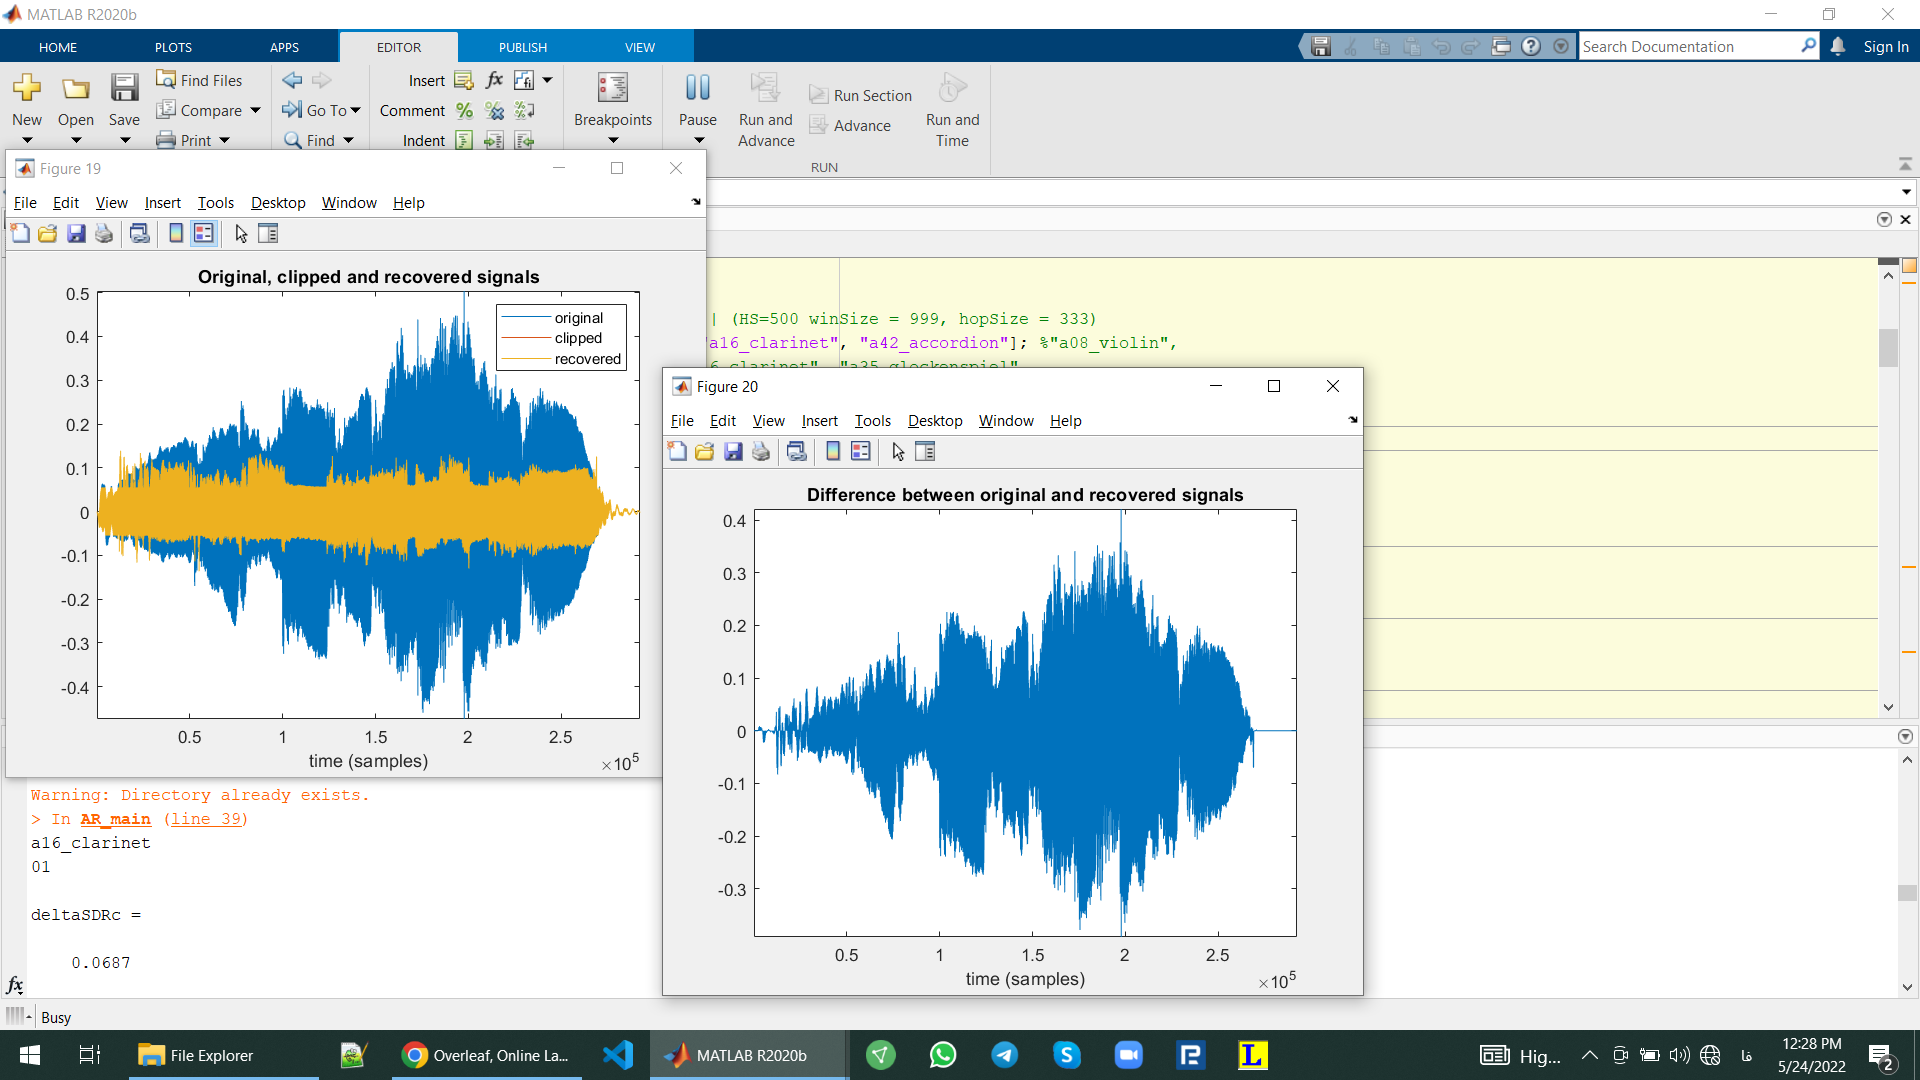 MATLAB R2020b
HOME PLOTS APPS EDITOR PUBLISH VIEW
Search Documentation
Sign In
New Open Save
Find Files
Compare
Print
Go To
Find
Insert
fx
fi
Comment
Indent
Breakpoints
Pause
Run and Advance
Run Section
Advance
Run and Time
RUN
Figure 19
File Edit View Insert Tools Desktop Window Help
Original, clipped and recovered signals
0.5
0.4
0.3
0.2
0.1
0
-0.1
-0.2
-0.3
-0.4
original
clipped
recovered
0.5 1 1.5 2 2.5
time (samples)
×10⁵
| (HS=500 winSize = 999, hopSize = 333)
a16_clarinet", "a42_accordion"]; %"a08_violin",
6_clarinet", "a35_glockenspiel"
Figure 20
File Edit View Insert Tools Desktop Window Help
Difference between original and recovered signals
0.4
0.3
0.2
0.1
0
-0.1
-0.2
-0.3
0.5 1 1.5 2 2.5
time (samples)
×10⁵
Warning: Directory already exists.
> In AR_main (line 39)
a16_clarinet
01
deltaSDRc =
0.0687
fx
Busy
File Explorer
Overleaf, Online La...
MATLAB R2020b
Hig...
فا
12:28 PM
5/24/2022
2